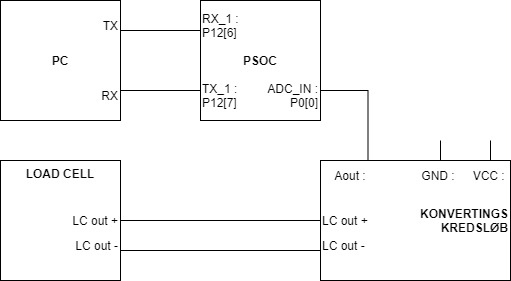 TX
RX
PC
RX_1 :
P12[6]
PSOC
TX_1 :
P12[7]
ADC_IN :
P0[0]
LOAD CELL
LC out +
LC out -
Aout :
GND :
VCC :
KONVERTINGS
KREDSLØB
LC out +
LC out -